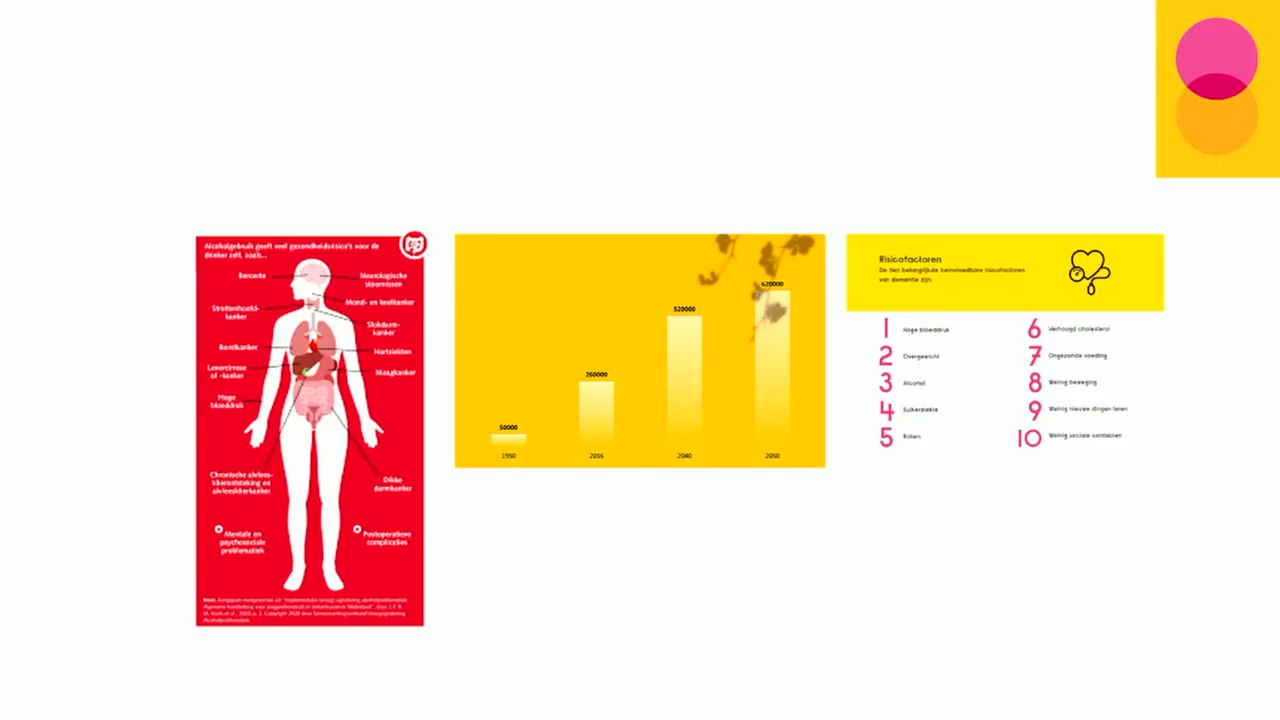 Alcoholgebruik geeft veel gezondheidsrisico's voor de
drinker zelf, zoals...
Beroerte
Neurologische
stoornissen
Mond- en keelkanker
Strottenhoofd-
kanker
Slokdarm-
kanker
Borstkanker
Hartziekten
Levercirrose
of -kanker
Maagkanker
Hoge
bloeddruk
Chronische alvlees-
klierontsteking en
alvleesklierkanker
Dikke
darmkanker
Mentale en
psychosociale
problematiek
Postoperatieve
complicaties
50000
260000
520000
620000
1950
2016
2040
2050
Risicofactoren
De tien belangrijkste beïnvloedbare risicofactoren
van dementie zijn:
1 Hoge bloeddruk
2 Overgewicht
3 Alcohol
4 Suikerziekte
5 Roken
6 Verhoogd cholesterol
7 Ongezonde voeding
8 Weinig beweging
9 Weinig nieuwe dingen leren
10 Weinig sociale contacten